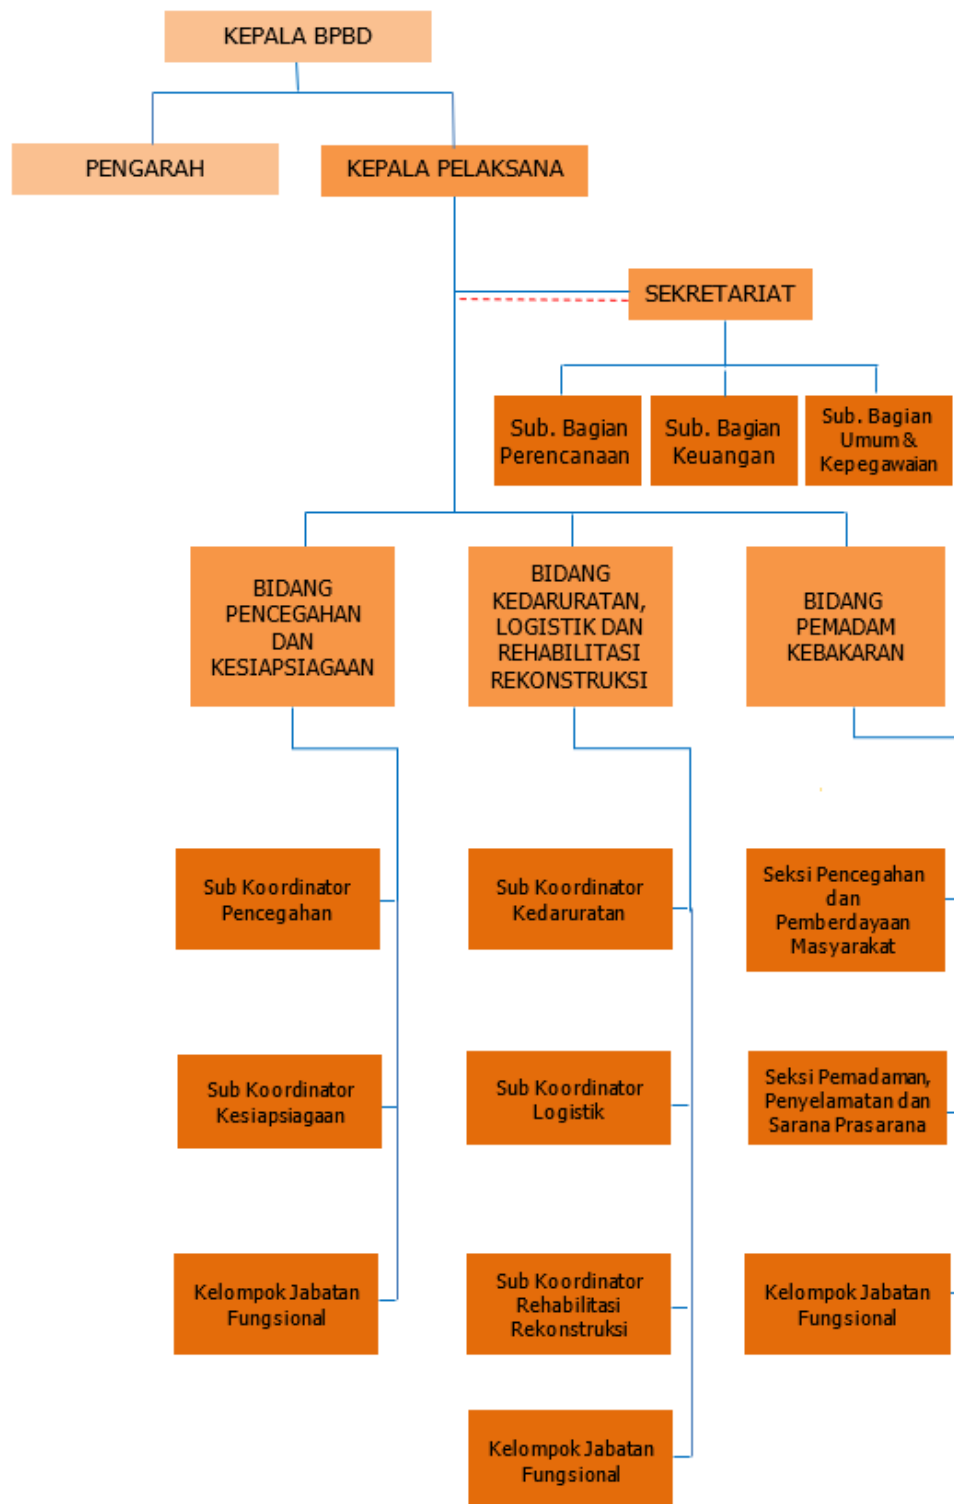 KEPALA BPBD
PENGARAH
KEPALA PELAKSANA
SEKRETARIAT
Sub. Bagian
Perencanaan
Sub. Bagian
Keuangan
Sub. Bagian
Umum &
Kepegawaian
BIDANG
PENCEGAHAN
DAN
KESIAPSIAGAAN
BIDANG
KEDARURATAN,
LOGISTIK DAN
REHABILITASI
REKONSTRUKSI
BIDANG
PEMADAM
KEBAKARAN
Sub Koordinator
Pencegahan
Sub Koordinator
Kedaruratan
Seksi Pencegahan
dan
Pemberdayaan
Masyarakat
Sub Koordinator
Kesiapsiagaan
Sub Koordinator
Logistik
Seksi Pemadaman,
Penyelamatan dan
Sarana Prasarana
Kelompok Jabatan
Fungsional
Sub Koordinator
Rehabilitasi
Rekonstruksi
Kelompok Jabatan
Fungsional
Kelompok Jabatan
Fungsional